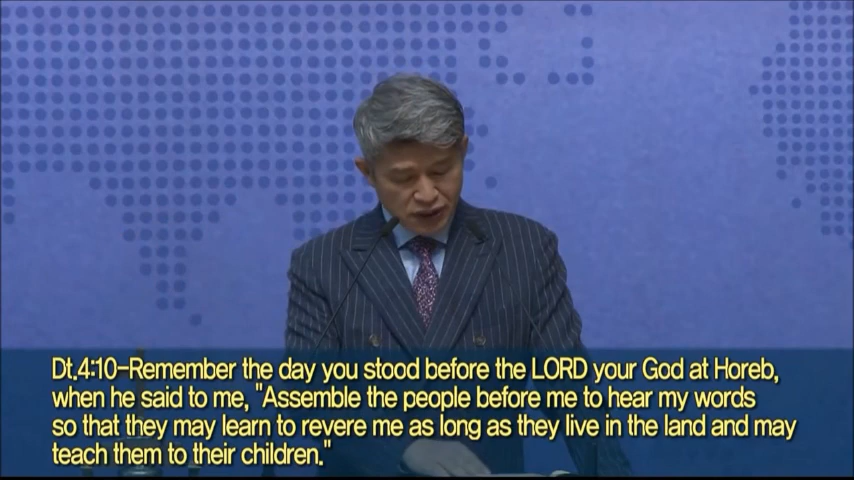 Dt.4:10-Remember the day you stood before the LORD your God at Horeb,
when he said to me, "Assemble the people before me to hear my words
so that they may learn to revere me as long as they live in the land and may
teach them to their children."